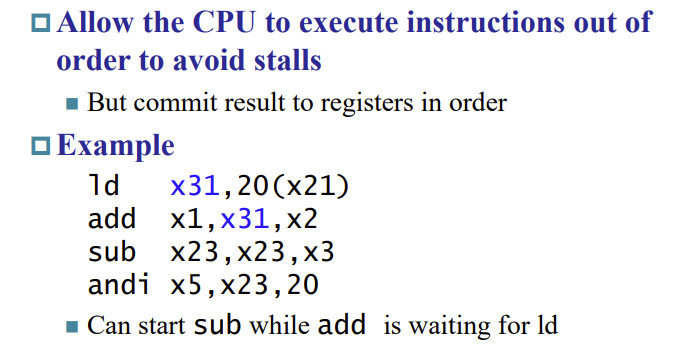 Allow the CPU to execute instructions out of
order to avoid stalls
But commit result to registers in order
Example
ld x31,20(x21)
add x1,x31,x2
sub x23,x23,x3
andi x5,x23,20
Can start sub while add is waiting for ld